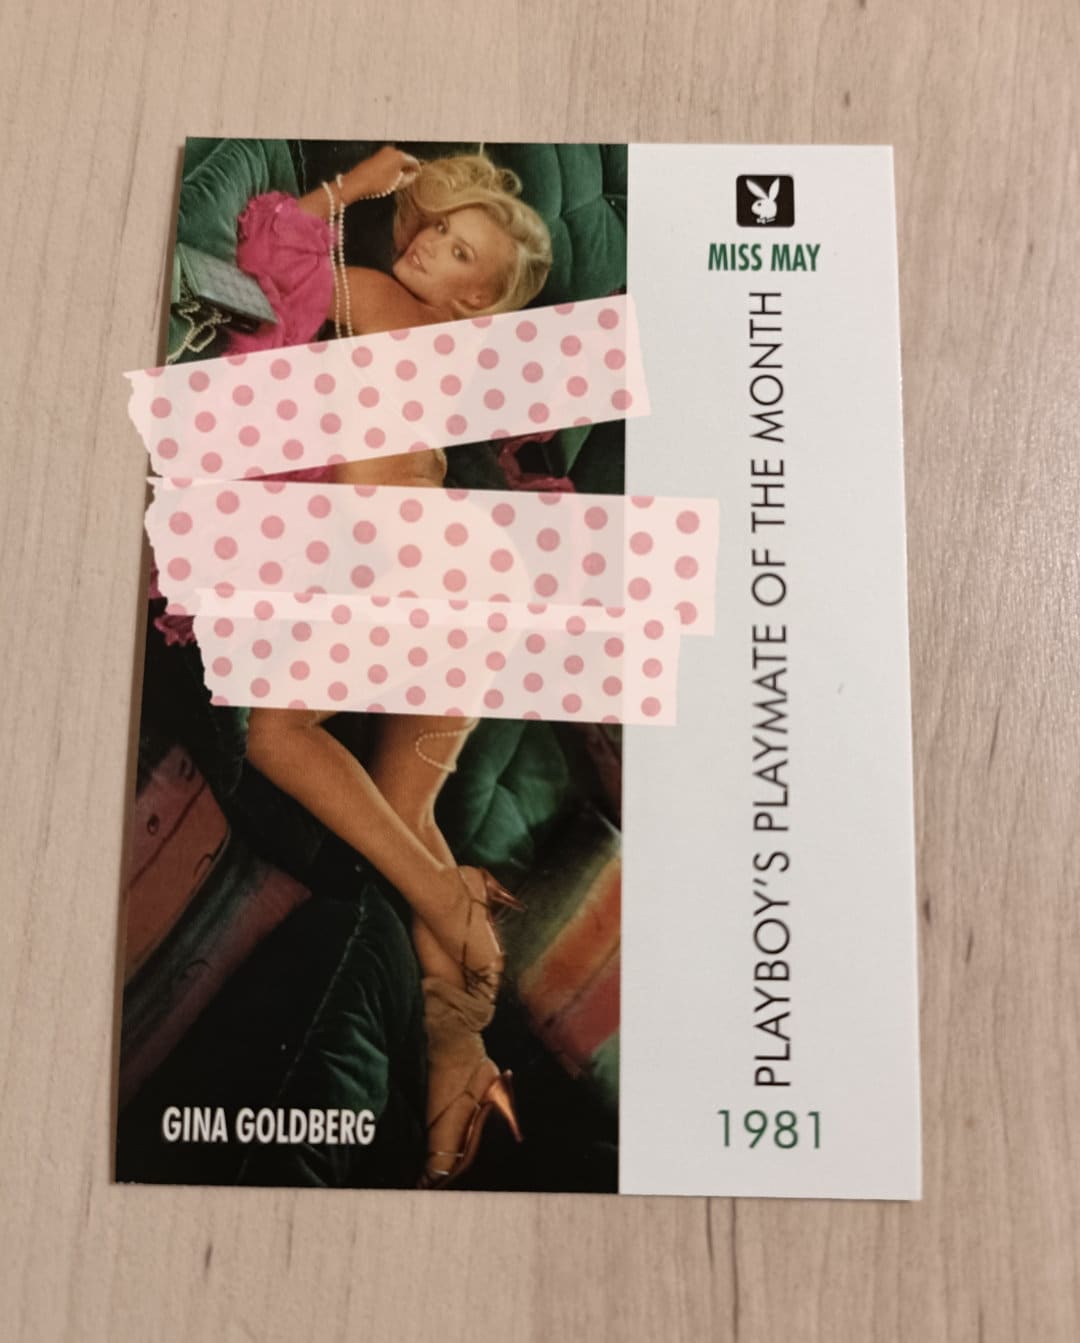 MISS MAY
PLAYBOY'S PLAYMATE OF THE MONTH
1981
GINA GOLDBERG